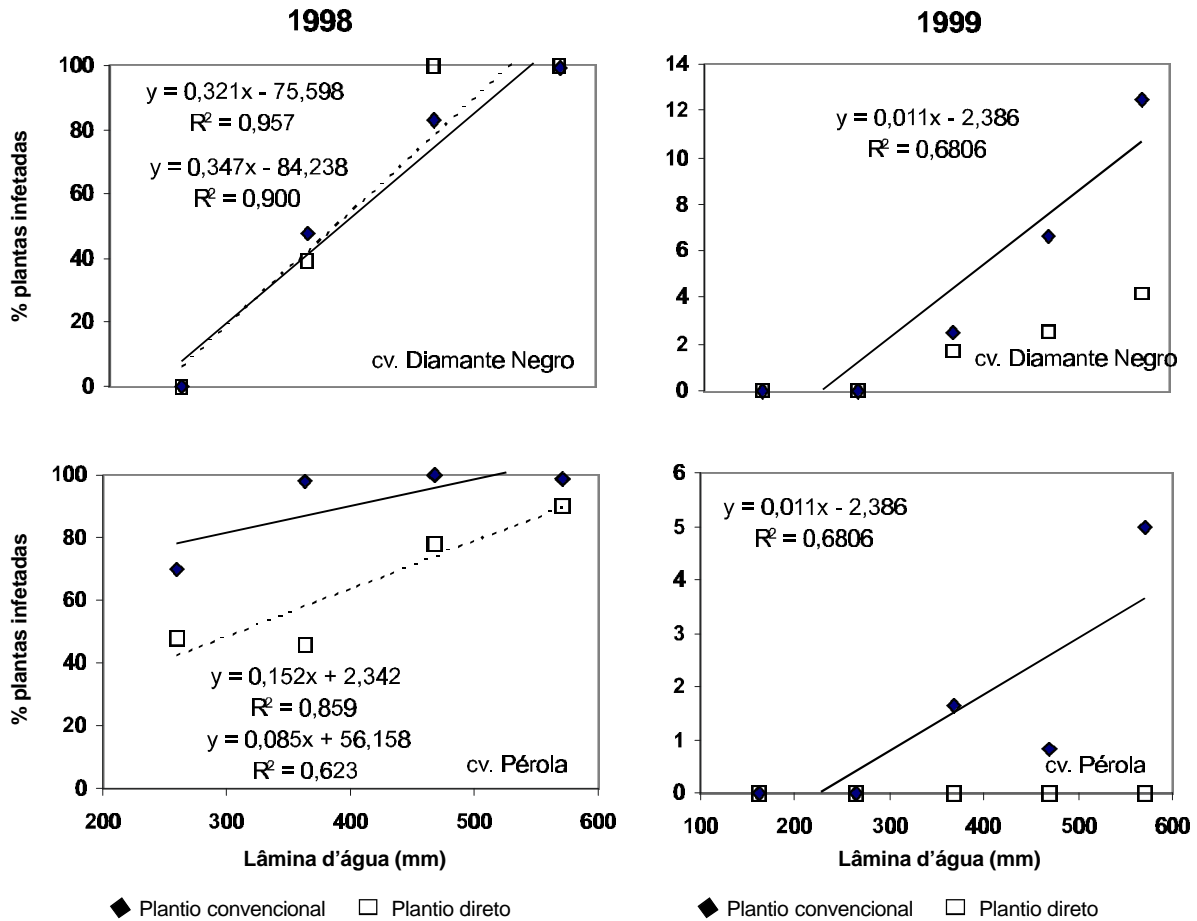 1998
1999
% plantas infetadas
100
80
60
40
20
0
y = 0,321x - 75,598
R² = 0,957
y = 0,347x - 84,238
R² = 0,900
cv. Diamante Negro
14
12
10
8
6
4
2
0
y = 0,011x - 2,386
R² = 0,6806
cv. Diamante Negro
% plantas infetadas
100
80
60
40
20
0
y = 0,152x + 2,342
R² = 0,859
y = 0,085x + 56,158
R² = 0,623
cv. Pérola
200 300 400 500 600
Lâmina d'água (mm)
6
5
4
3
2
1
0
y = 0,011x - 2,386
R² = 0,6806
cv. Pérola
100 200 300 400 500 600
Lâmina d'água (mm)
Plantio convencional Plantio direto
Plantio convencional Plantio direto